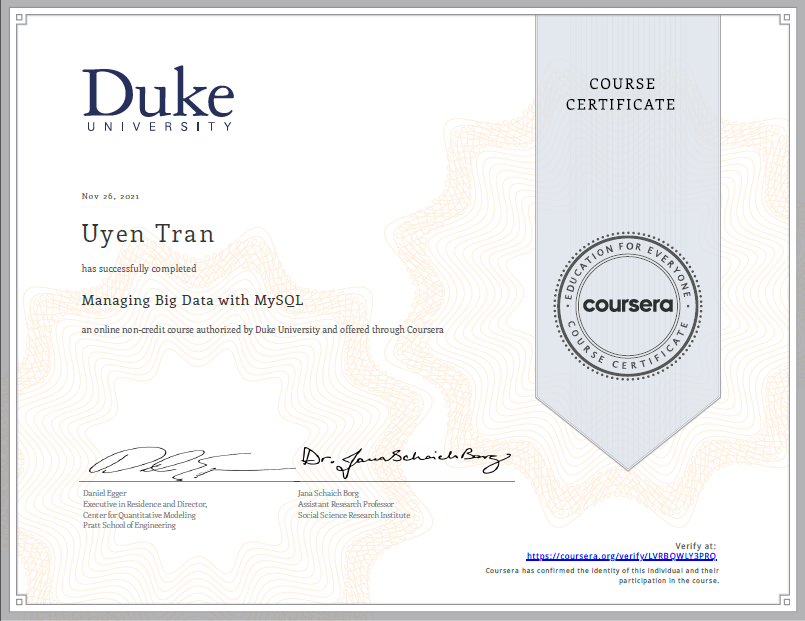 Duke
UNIVERSITY
COURSE
CERTIFICATE
Nov 26, 2021
Uyen Tran
has successfully completed
Managing Big Data with MySQL
an online non-credit course authorized by Duke University and offered through Coursera
EDUCATION FOR EVERYONE
coursera
COURSE CERTIFICATE
Dr. Jana Schaich Borg
Daniel Egger
Executive in Residence and Director,
Center for Quantitative Modeling
Pratt School of Engineering
Jana Schaich Borg
Assistant Research Professor
Social Science Research Institute
Verify at:
https://coursera.org/verify/LVRBQWLY3PRQ
Coursera has confirmed the identity of this individual and their
participation in the course.